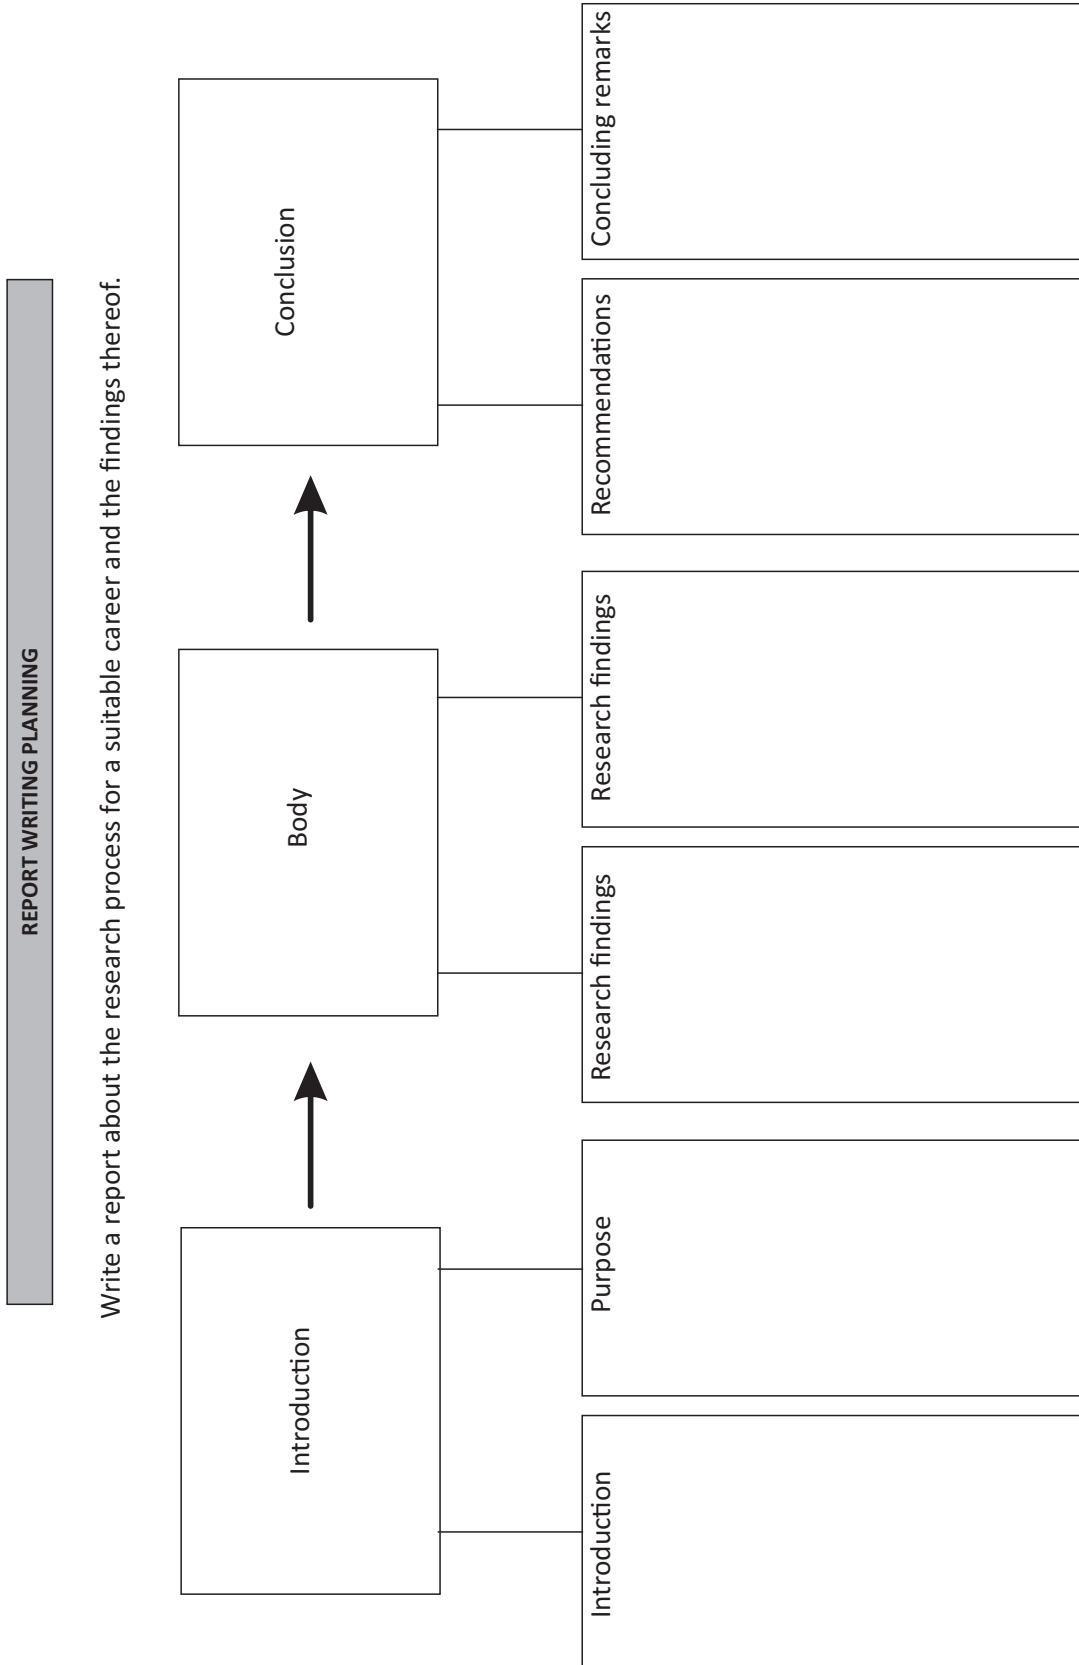 REPORT WRITING PLANNING
Write a report about the research process for a suitable career and the findings thereof.
Introduction
Body
Conclusion
Introduction
Purpose
Research findings
Research findings
Recommendations
Concluding remarks